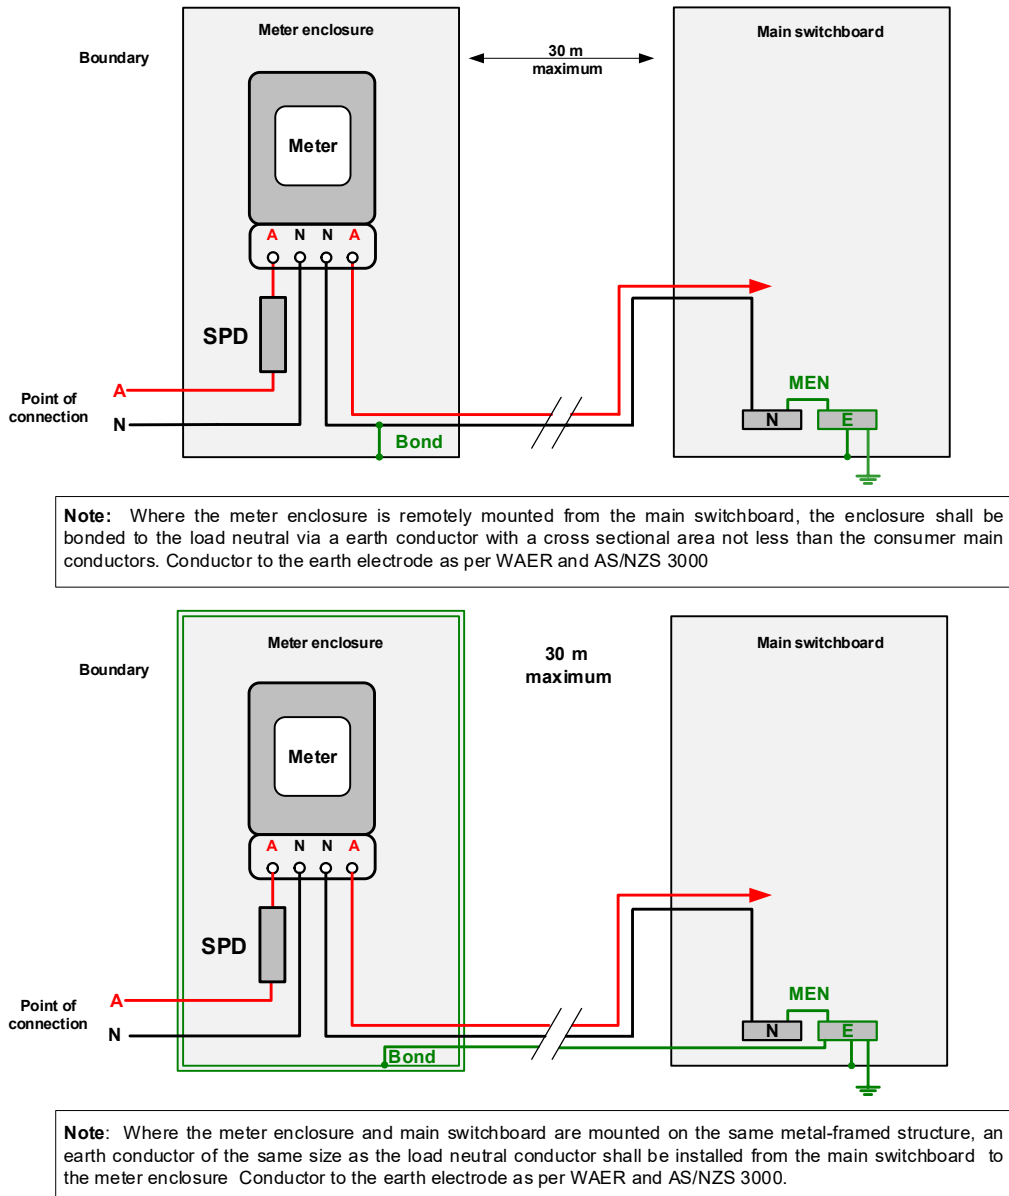 Meter enclosure
Main switchboard
Boundary
30 m
maximum
Meter
A N N A
SPD
A
Point of
connection
N
MEN
N
E
Bond
Note: Where the meter enclosure is remotely mounted from the main switchboard, the enclosure shall be
bonded to the load neutral via a earth conductor with a cross sectional area not less than the consumer main
conductors. Conductor to the earth electrode as per WAER and AS/NZS 3000
Meter enclosure
Main switchboard
Boundary
30 m
maximum
Meter
A N N A
SPD
A
Point of
connection
N
MEN
N
E
Bond
Note: Where the meter enclosure and main switchboard are mounted on the same metal-framed structure, an
earth conductor of the same size as the load neutral conductor shall be installed from the main switchboard to
the meter enclosure Conductor to the earth electrode as per WAER and AS/NZS 3000.